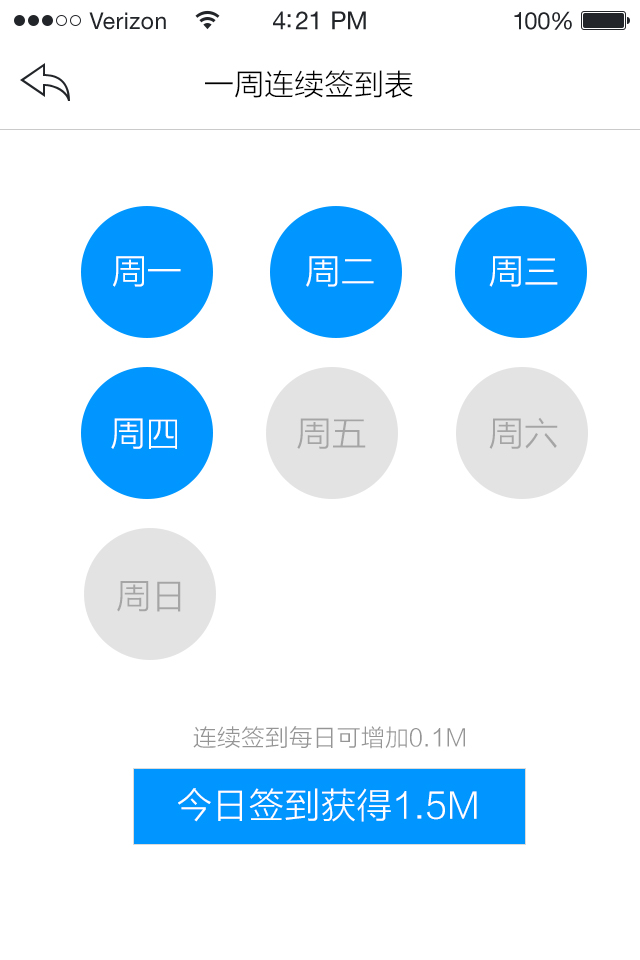 Verizon 4:21 PM 100%
一周连续签到表
周一 周二 周三
周四 周五 周六
周日
连续签到每日可增加0.1M
今日签到获得1.5M